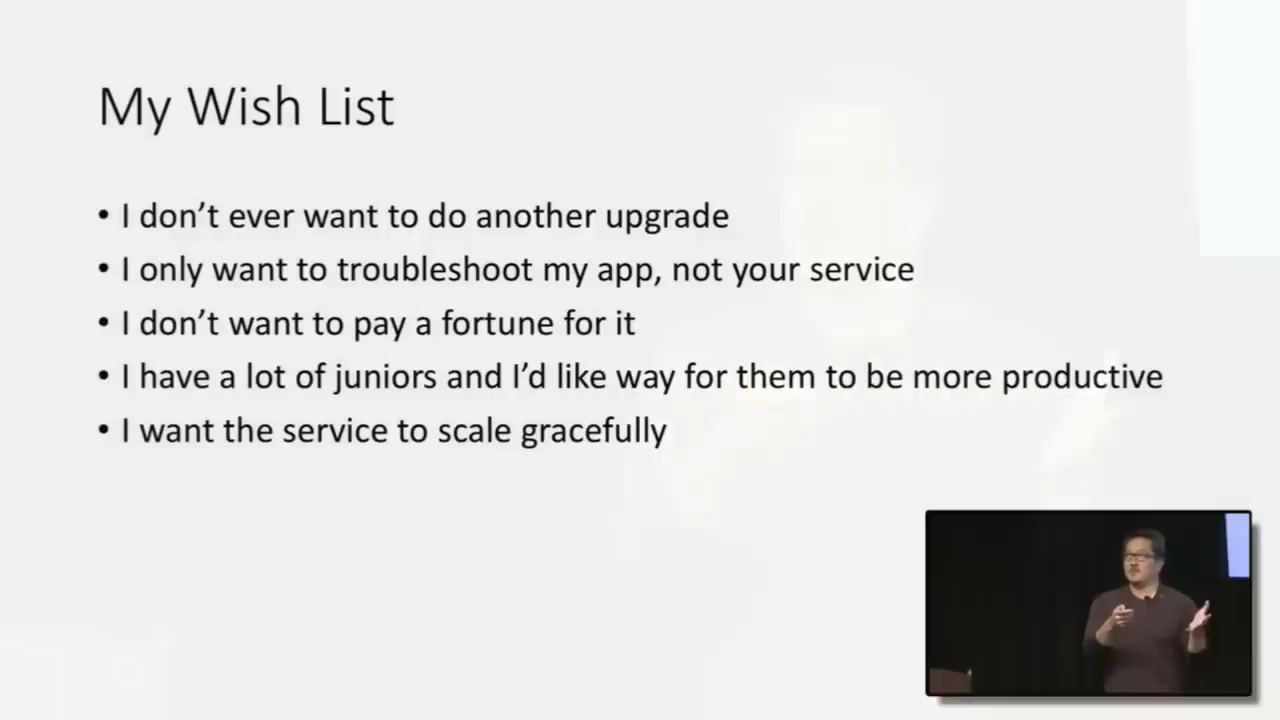 My Wish List
• I don’t ever want to do another upgrade
• I only want to troubleshoot my app, not your service
• I don’t want to pay a fortune for it
• I have a lot of juniors and I’d like way for them to be more productive
• I want the service to scale gracefully